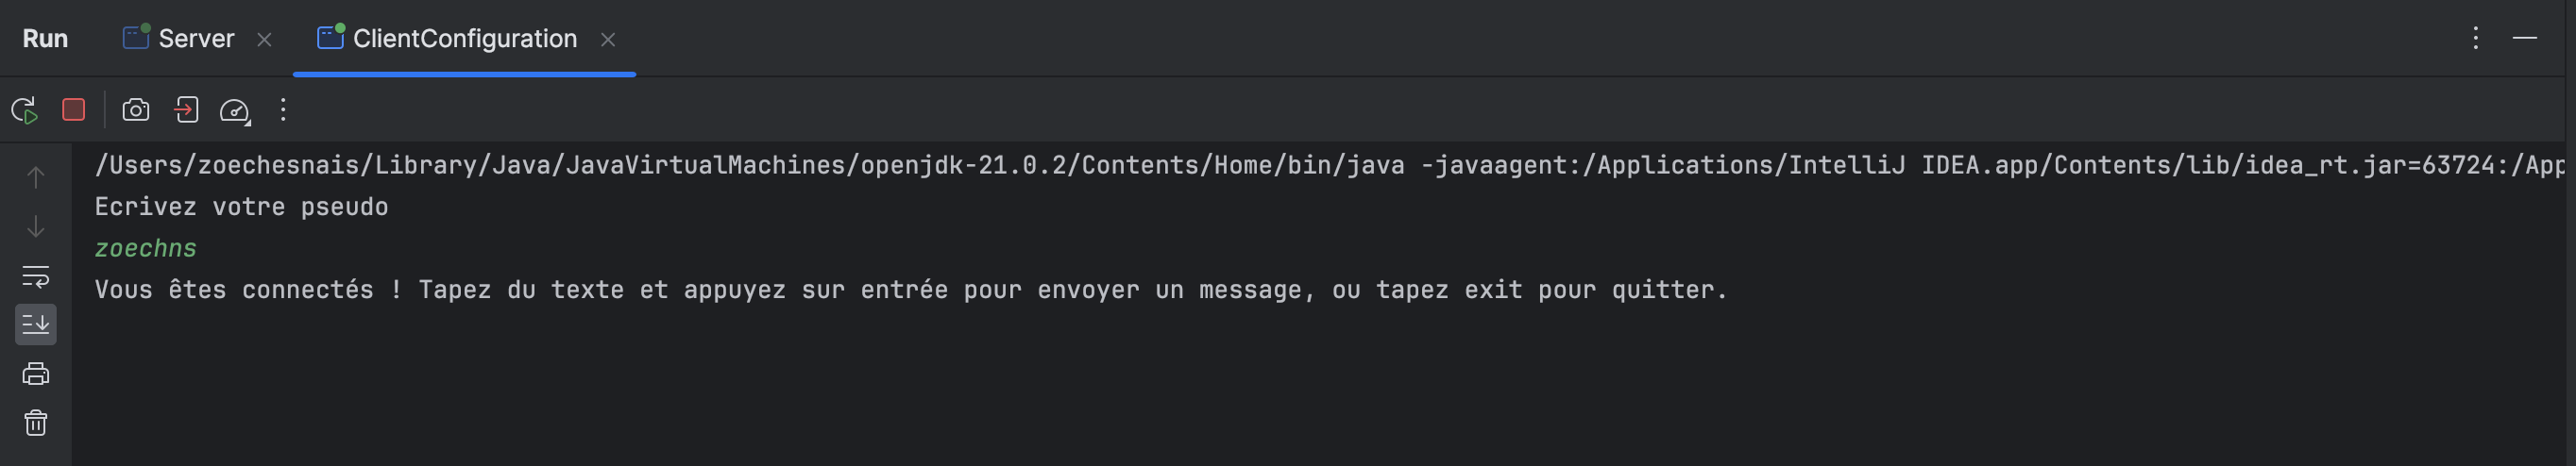 Run Server ClientConfiguration
/Users/zoechesnais/Library/Java/JavaVirtualMachines/openjdk-21.0.2/Contents/Home/bin/java -javaagent:/Applications/IntelliJ IDEA.app/Contents/lib/idea_rt.jar=63724:/App
Ecrivez votre pseudo
zoechns
Vous êtes connectés ! Tapez du texte et appuyez sur entrée pour envoyer un message, ou tapez exit pour quitter.